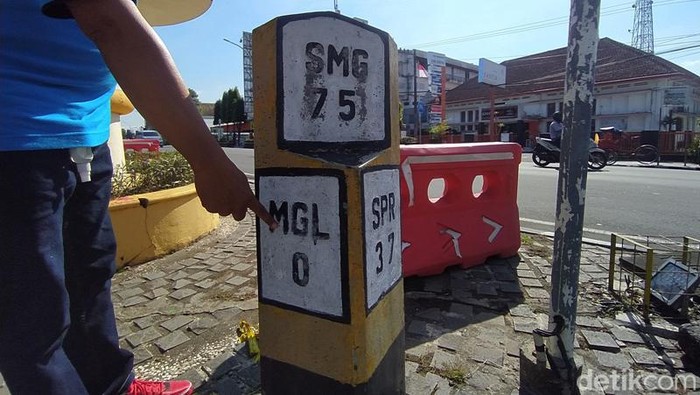 SMG
75
MGL
0
SPR
37
detikcom